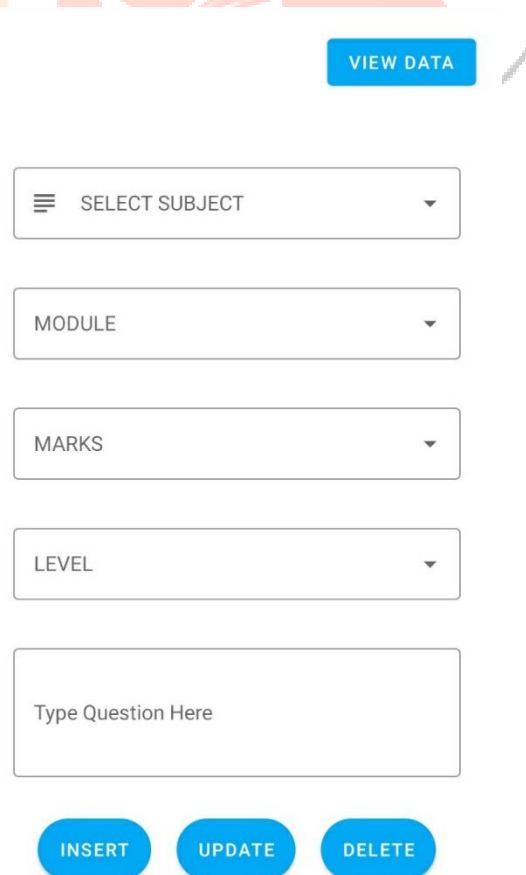 VIEW DATA
SELECT SUBJECT
MODULE
MARKS
LEVEL
Type Question Here
INSERT UPDATE DELETE